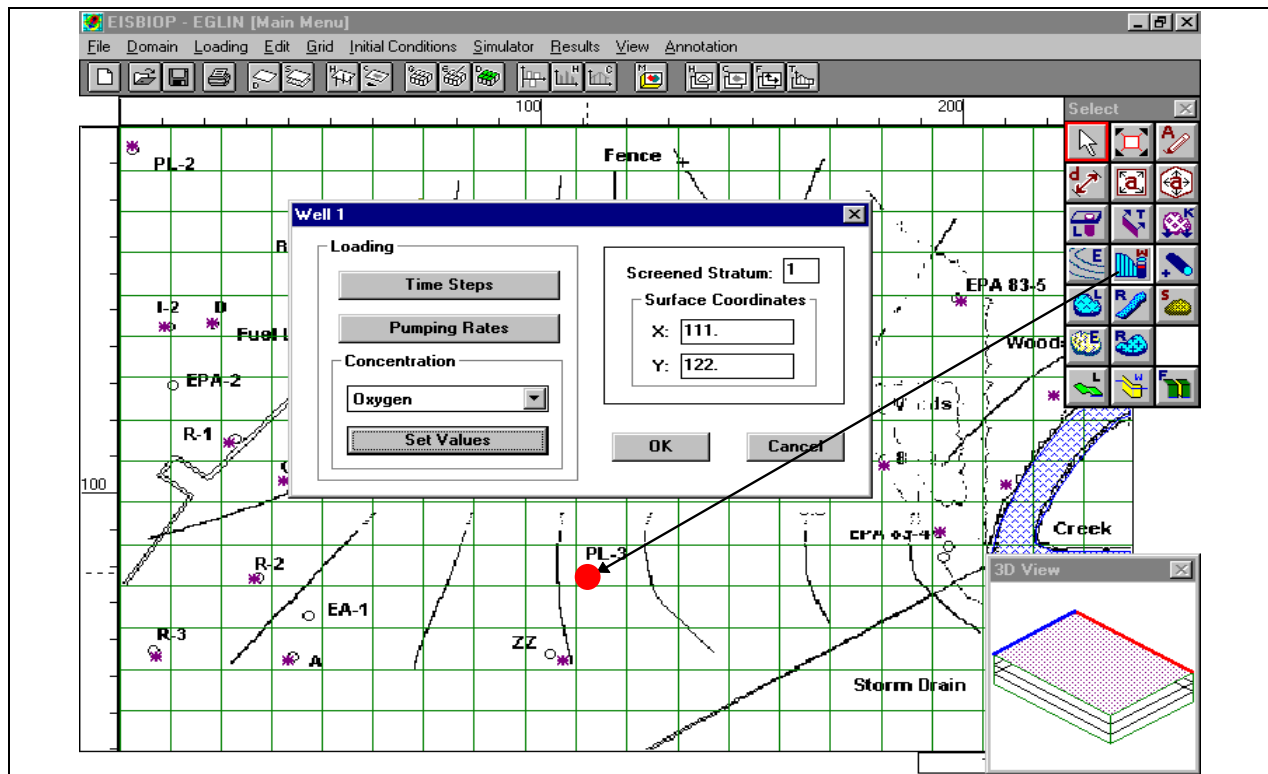 EISBIOP - EGLIN [Main Menu]
File Domain Loading Edit Grid Initial Conditions Simulator Results View Annotation
100 200
Select
PL-2
Fence
Well 1
Loading
Time Steps
Pumping Rates
Concentration
Oxygen
Set Values
Screened Stratum: 1
Surface Coordinates
X: 111.
Y: 122.
OK Cancel
EPA 83-5
I-2 D
Fuel
EPA-2
R-1
100
Creek
PL-3
R-2
EA-1
R-3
A
ZZ
Storm Drain
3D View